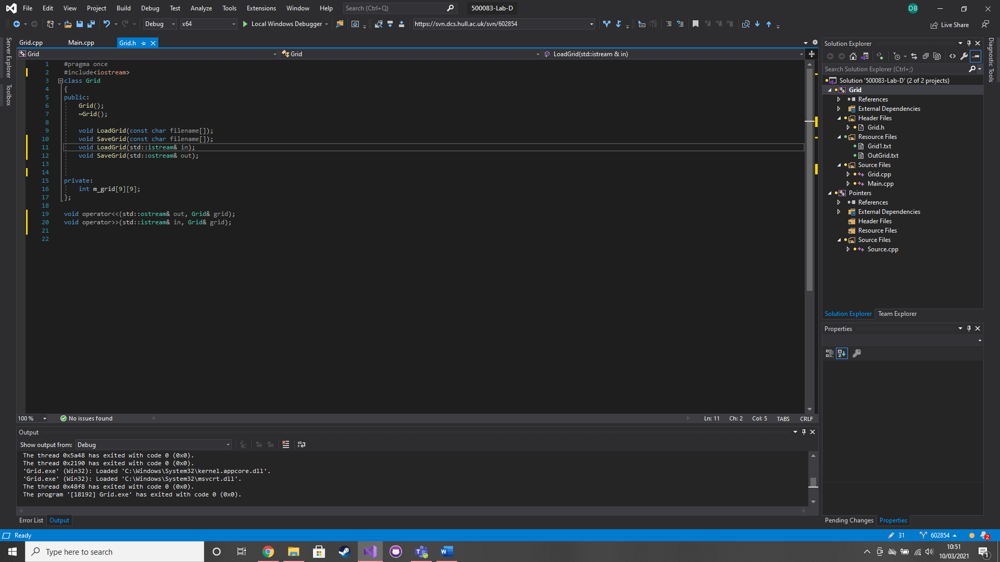 File Edit View Project Build Debug Test Analyze Tools Extensions Window Help Search (Ctrl+Q) 500083-Lab-D DB
Debug x64 Local Windows Debugger https://svn.dcs.hull.ac.uk/svn/602854 Live Share
Server Explorer
Toolbox
Grid.cpp Main.cpp Grid.h
Grid Grid LoadGrid(std::istream & in)
1 #pragma once
2 #include<iostream>
3 class Grid
4 {
5 public:
6 Grid();
7 ~Grid();
8
9 void LoadGrid(const char filename[]);
10 void SaveGrid(const char filename[]);
11 void LoadGrid(std::istream& in);
12 void SaveGrid(std::ostream& out);
13
14
15 private:
16 int m_grid[9][9];
17 };
18
19 void operator<<(std::ostream& out, Grid& grid);
20 void operator>>(std::istream& in, Grid& grid);
21
22
100 % No issues found Ln: 11 Ch: 2 Col: 5 TABS CRLF
Output
Show output from: Debug
The thread 0x5a48 has exited with code 0 (0x0).
The thread 0x2190 has exited with code 0 (0x0).
'Grid.exe' (Win32): Loaded 'C:\Windows\System32\kernel.appcore.dll'.
'Grid.exe' (Win32): Loaded 'C:\Windows\System32\msvcrt.dll'.
The thread 0x48f8 has exited with code 0 (0x0).
The program '[18192] Grid.exe' has exited with code 0 (0x0).
Error List Output
Solution Explorer
Search Solution Explorer (Ctrl+;)
Solution '500083-Lab-D' (2 of 2 projects)
Grid
References
External Dependencies
Header Files
Grid.h
Resource Files
Grid1.txt
OutGrid.txt
Source Files
Grid.cpp
Main.cpp
Pointers
References
External Dependencies
Header Files
Resource Files
Source Files
Source.cpp
Solution Explorer Team Explorer
Properties
Pending Changes Properties
Diagnostic Tools
Ready 31 602854 2
Type here to search
10:51
10/03/2021
1